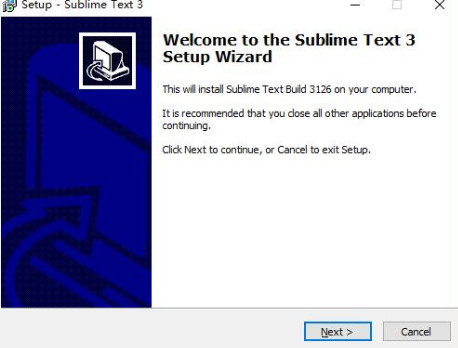 Setup - Sublime Text 3
Welcome to the Sublime Text 3
Setup Wizard
This will install Sublime Text Build 3126 on your computer.
It is recommended that you close all other applications before
continuing.
Click Next to continue, or Cancel to exit Setup.
Next >
Cancel